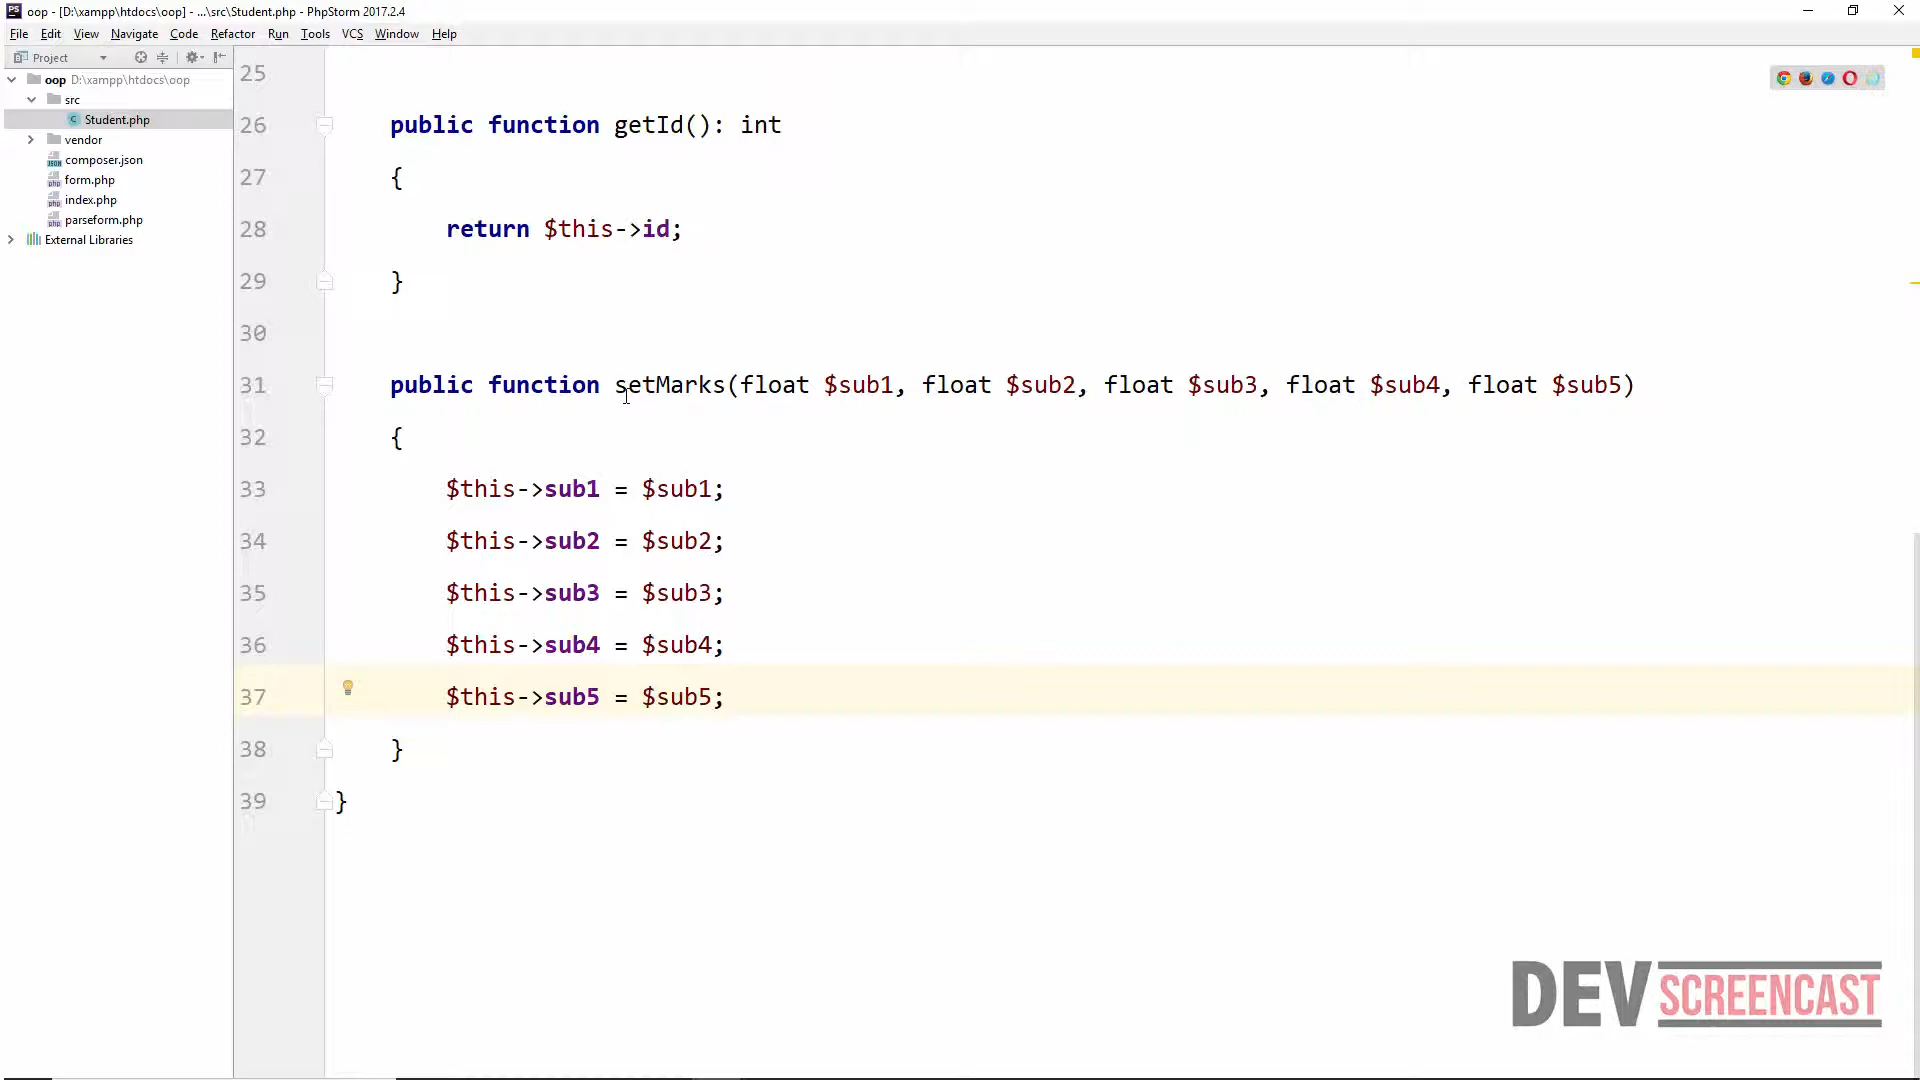 oop - [D:\xampp\htdocs\oop] - ...\src\Student.php - PhpStorm 2017.2.4
File Edit View Navigate Code Refactor Run Tools VCS Window Help
Project
oop D:\xampp\htdocs\oop
src
Student.php
vendor
composer.json
form.php
index.php
parseform.php
External Libraries
25
26 public function getId(): int
27 {
28 return $this->id;
29 }
30
31 public function setMarks(float $sub1, float $sub2, float $sub3, float $sub4, float $sub5)
32 {
33 $this->sub1 = $sub1;
34 $this->sub2 = $sub2;
35 $this->sub3 = $sub3;
36 $this->sub4 = $sub4;
37 $this->sub5 = $sub5;
38 }
39 }
DEV SCREENCAST